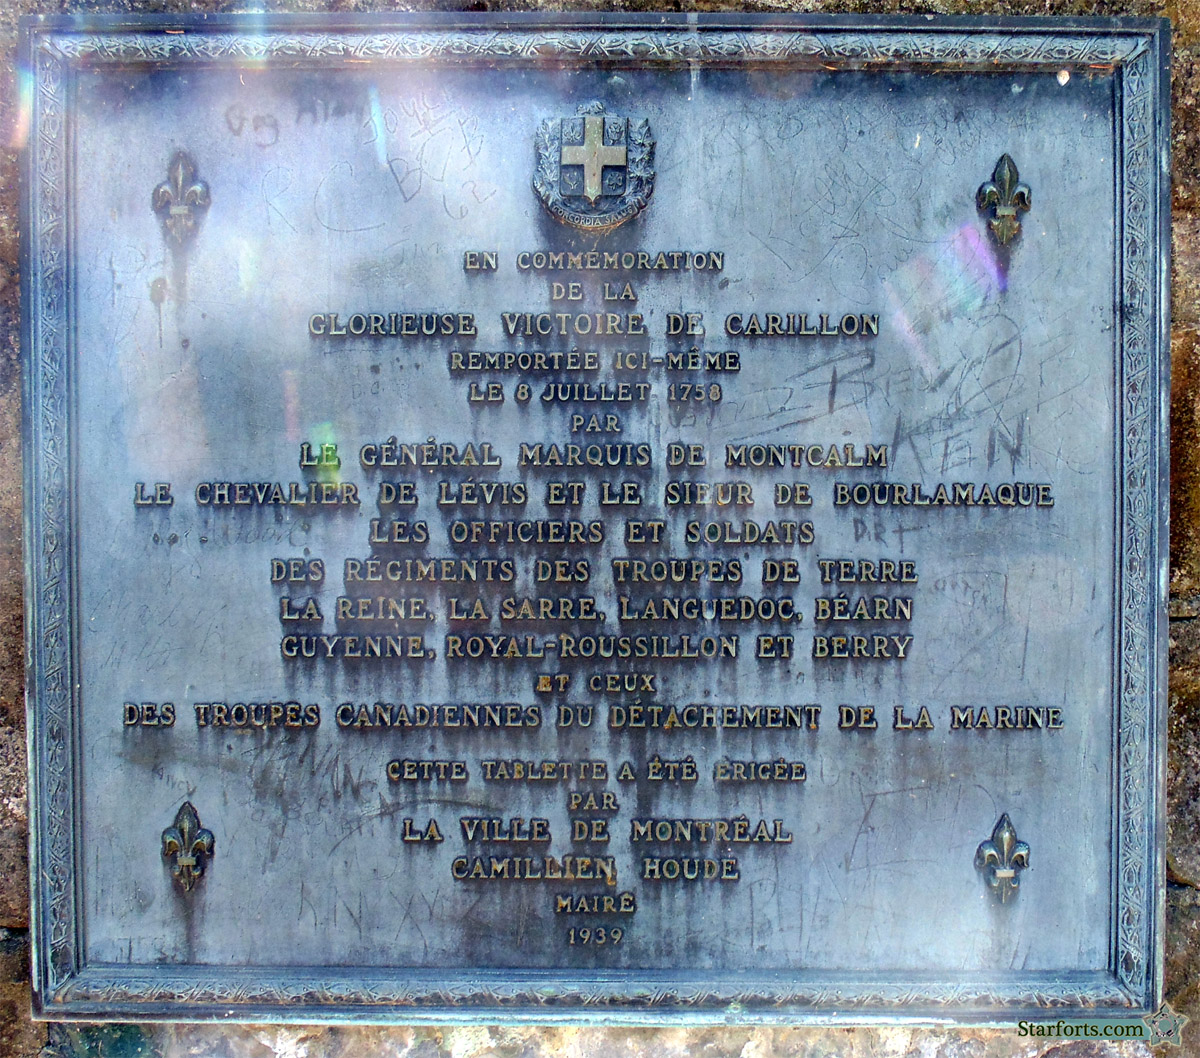 CONCORDIA SALUS
EN COMMÉMORATION
DE LA
GLORIEUSE VICTOIRE DE CARILLON
REMPORTÉE ICI-MÊME
LE 8 JUILLET 1758
PAR
LE GÉNÉRAL MARQUIS DE MONTCALM
LE CHEVALIER DE LÉVIS ET LE SIEUR DE BOURLAMAQUE
LES OFFICIERS ET SOLDATS
DES RÉGIMENTS DES TROUPES DE TERRE
LA REINE, LA SARRE, LANGUEDOC, BÉARN
GUYENNE, ROYAL-ROUSSILLON ET BERRY
ET CEUX
DES TROUPES CANADIENNES DU DÉTACHEMENT DE LA MARINE
CETTE TABLETTE A ÉTÉ ÉRIGÉE
PAR
LA VILLE DE MONTRÉAL
CAMILLIEN HOUDE
MAIRE
1939
KEN
Starforts.com